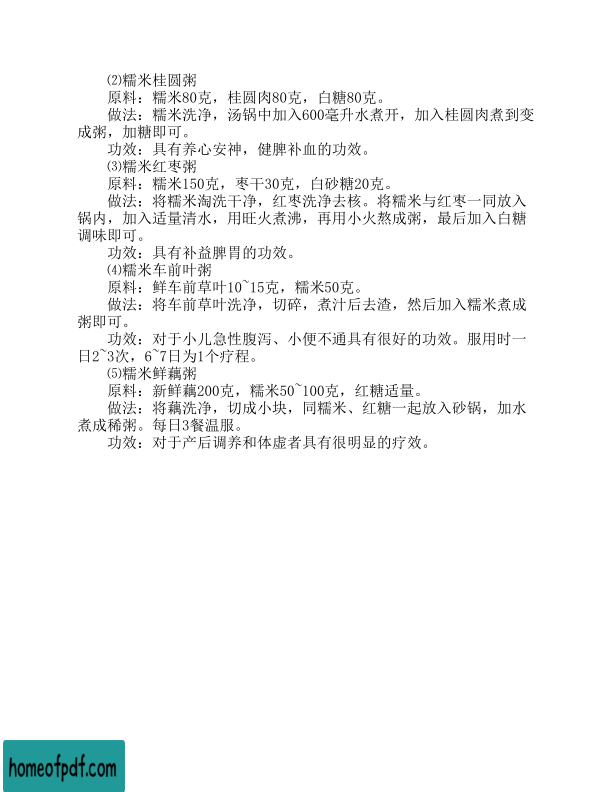 ⑵糯米桂圆粥
原料：糯米80克，桂圆肉80克，白糖80克。
做法：糯米洗净，汤锅中加入600毫升水煮开，加入桂圆肉煮到变
成粥，加糖即可。
功效：具有养心安神，健脾补血的功效。
⑶糯米红枣粥
原料：糯米150克，枣干30克，白砂糖20克。
做法：将糯米淘洗干净，红枣洗净去核。将糯米与红枣一同放入
锅内，加入适量清水，用旺火煮沸，再用小火熬成粥，最后加入白糖
调味即可。
功效：具有补益脾胃的功效。
⑷糯米车前叶粥
原料：鲜车前草叶10~15克，糯米50克。
做法：将车前草叶洗净，切碎，煮汁后去渣，然后加入糯米煮成
粥即可。
功效：对于小儿急性腹泻、小便不通具有很好的功效。服用时一
日2~3次，6~7日为1个疗程。
⑸糯米鲜藕粥
原料：新鲜藕200克，糯米50~100克，红糖适量。
做法：将藕洗净，切成小块，同糯米、红糖一起放入砂锅，加水
煮成稀粥。每日3餐温服。
功效：对于产后调养和体虚者具有很明显的疗效。
homeofpdf.com